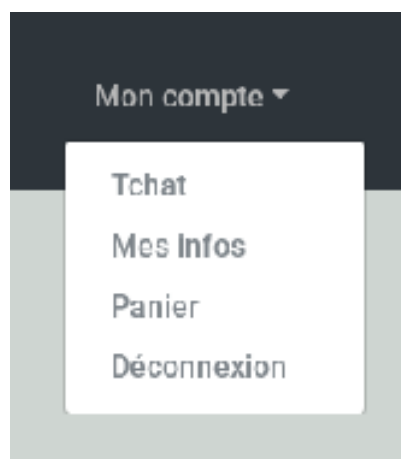 Mon compte
Tchat
Mes Infos
Panier
Déconnexion